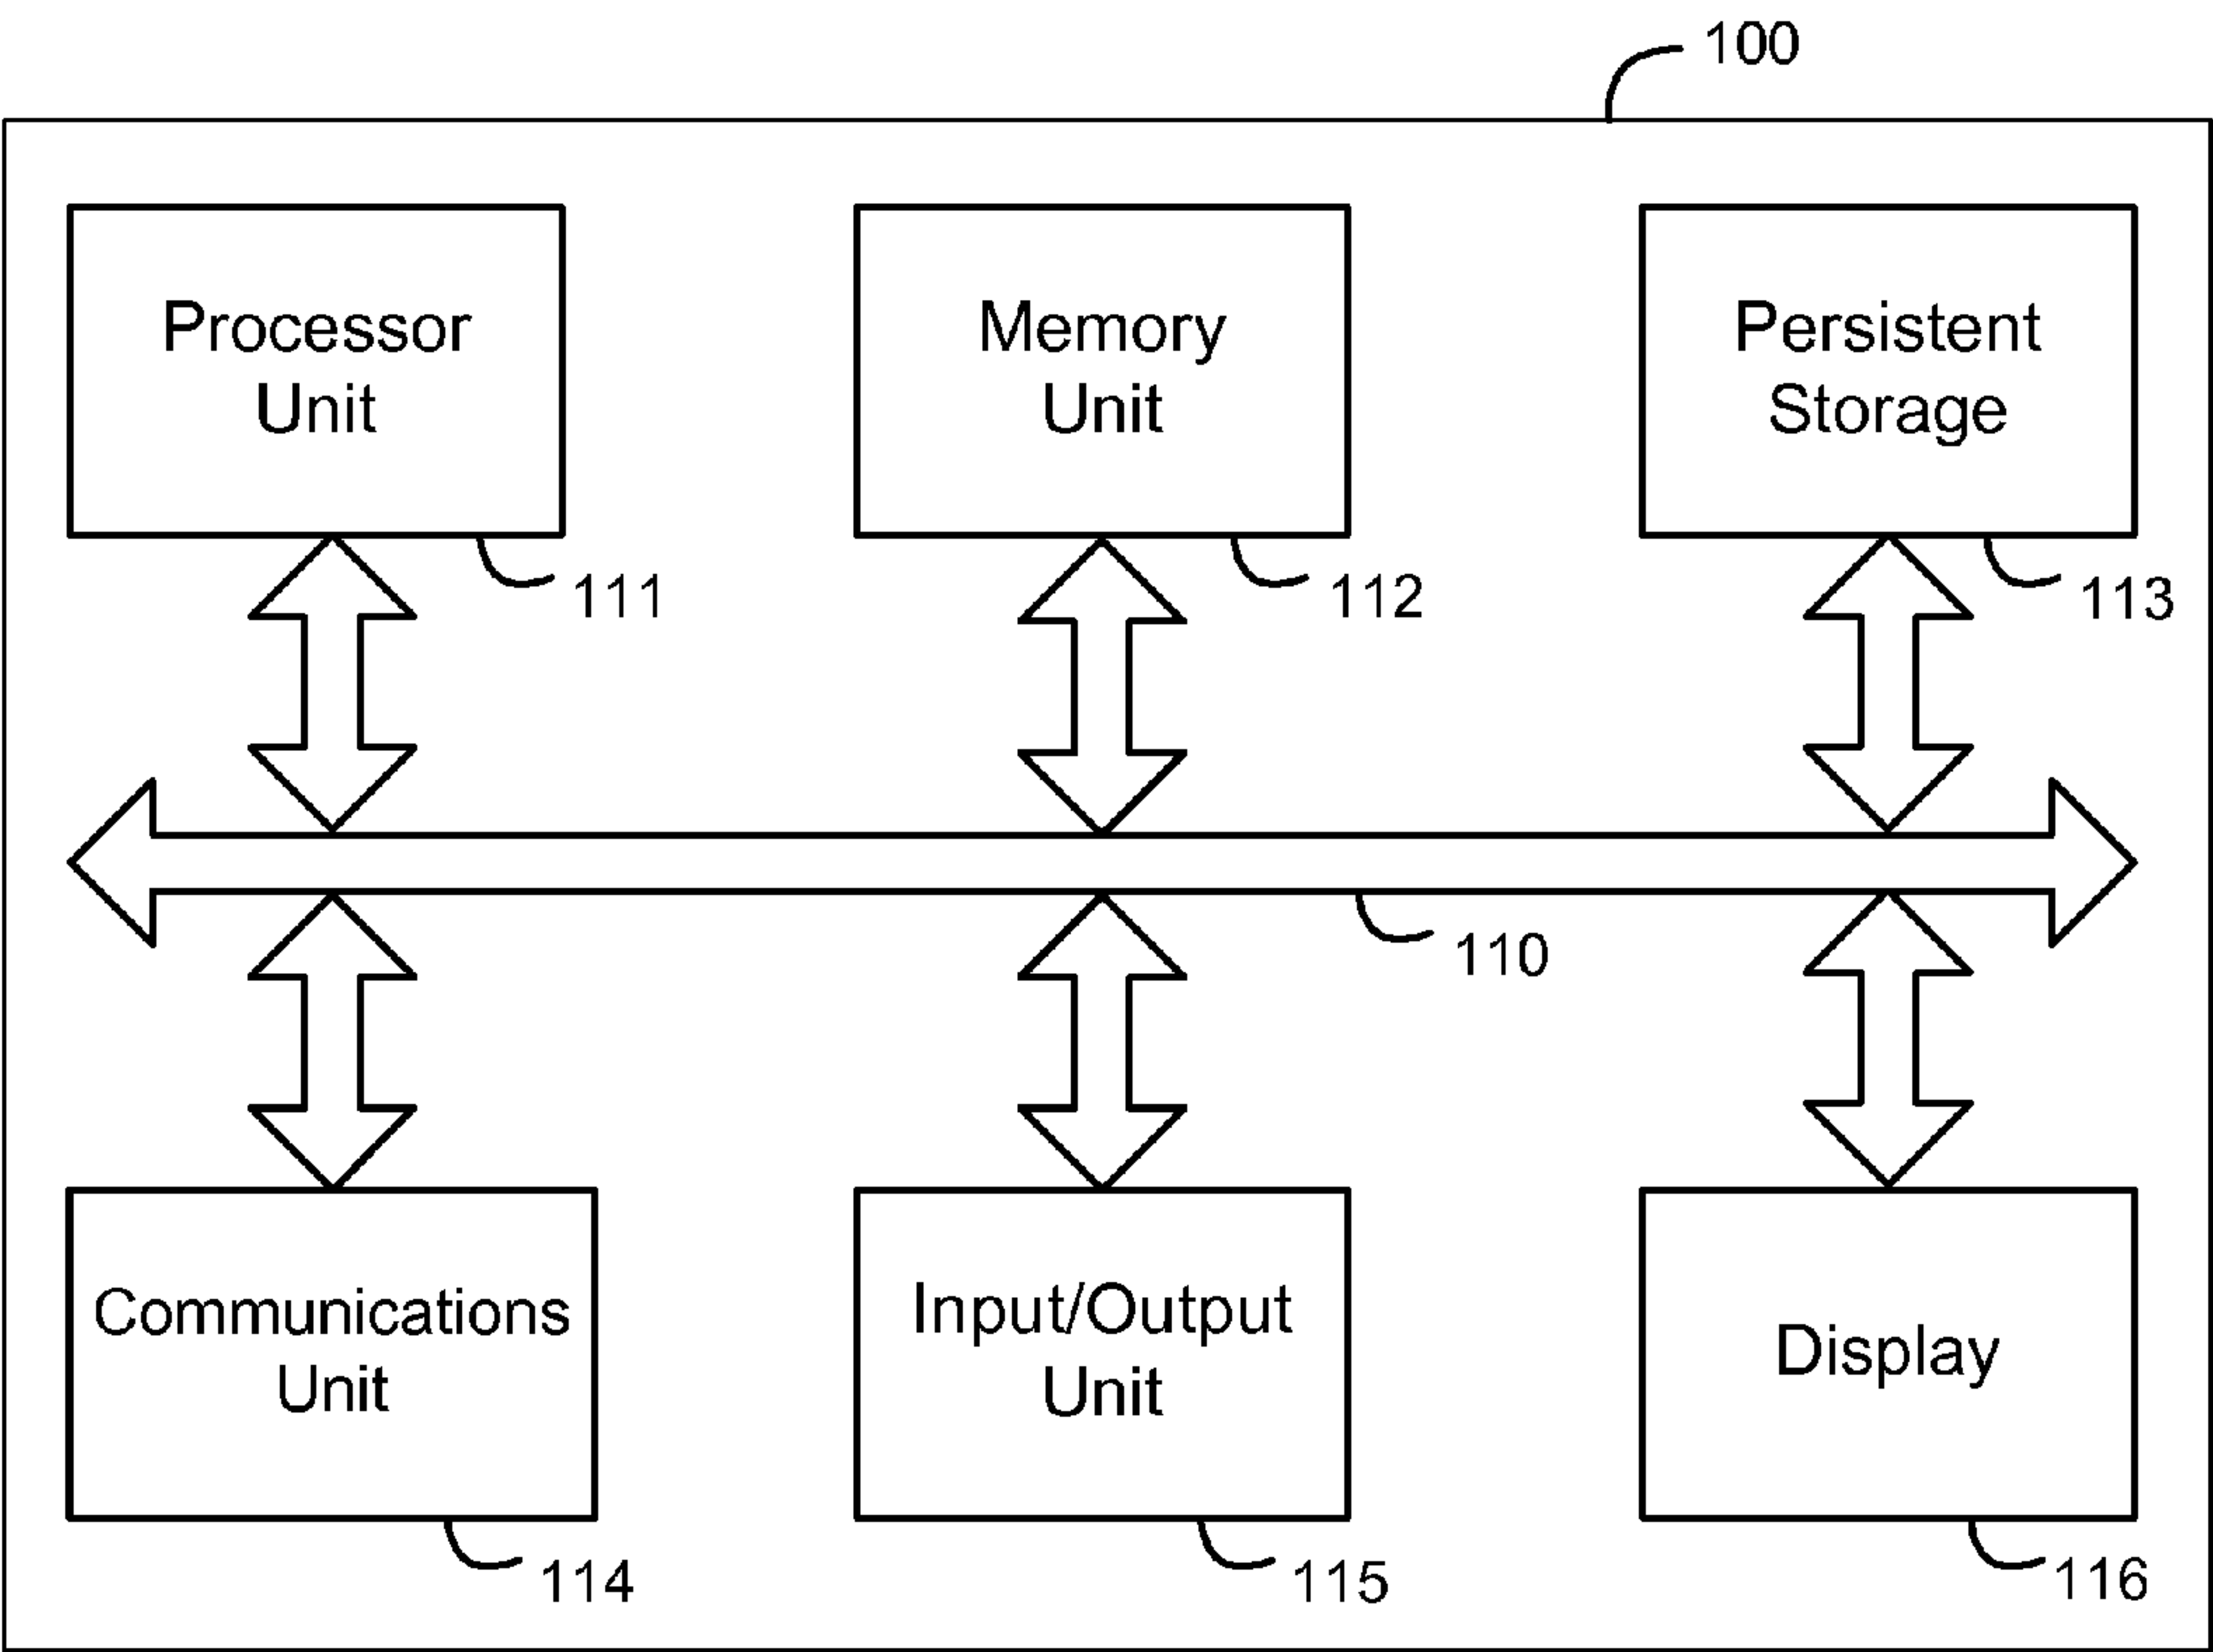 100
Processor
Unit
Memory
Unit
Persistent
Storage
111
112
113
110
Communications
Unit
Input/Output
Unit
Display
114
115
116